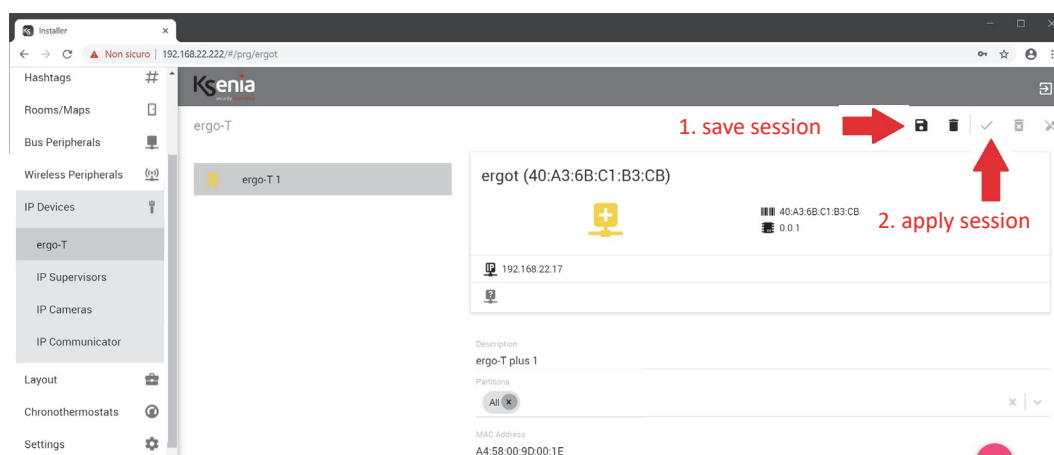 Installer
Non sicuro | 192.168.22.222/#/prg/ergot
Hashtags
Ksenia
Rooms/Maps
ergo-T
1. save session
Bus Peripherals
Wireless Peripherals
ergo-T 1
ergot (40:A3:6B:C1:B3:CB)
IP Devices
40:A3:6B:C1:B3:CB
0.0.1
2. apply session
ergo-T
IP Supervisors
192.168.22.17
IP Cameras
IP Communicator
Description
ergo-T plus 1
Layout
Partitions
All
Chronothermostats
MAC Address
Settings
A4:58:00:9D:00:1E